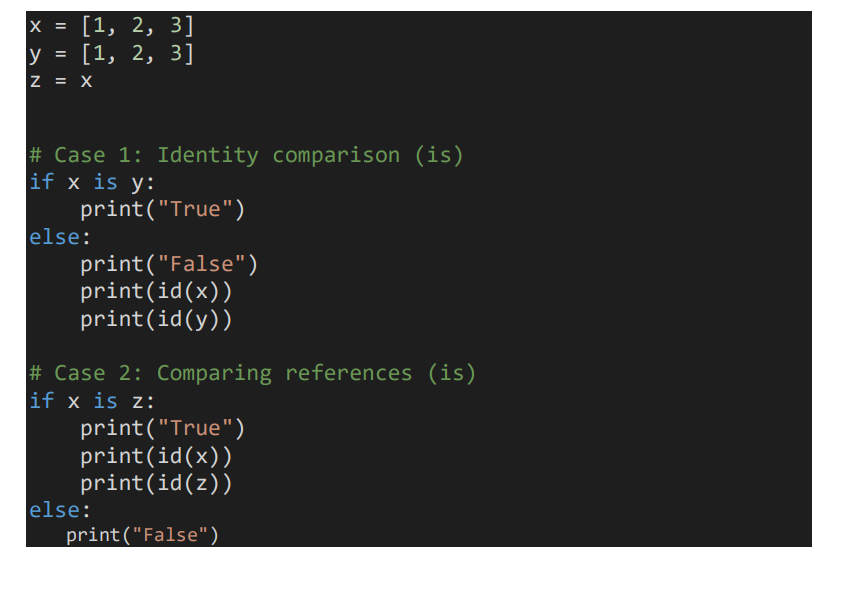 x = [1, 2, 3]
y = [1, 2, 3]
z = x
# Case 1: Identity comparison (is)
if x is y:
    print("True")
else:
    print("False")
    print(id(x))
    print(id(y))
# Case 2: Comparing references (is)
if x is z:
    print("True")
    print(id(x))
    print(id(z))
else:
   print("False")